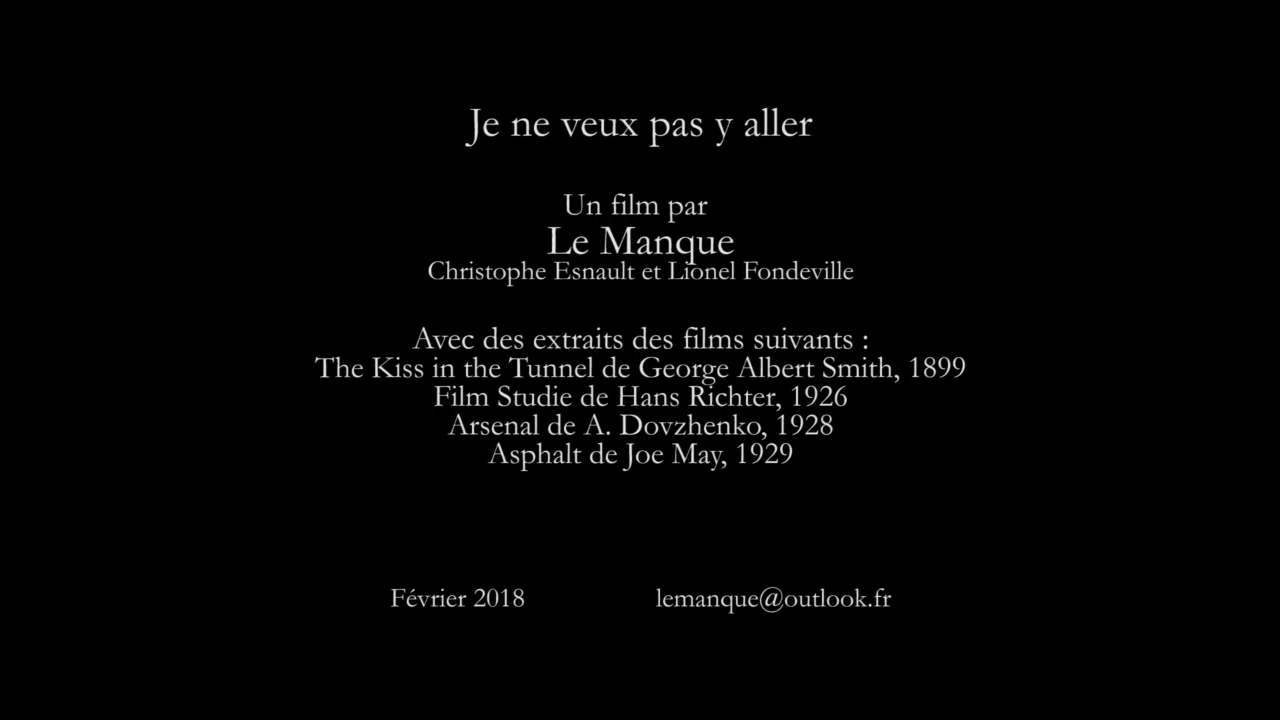 Je ne veux pas y aller
Un film par
Le Manque
Christophe Esnault et Lionel Fondeville
Avec des extraits des films suivants :
The Kiss in the Tunnel de George Albert Smith, 1899
Film Studie de Hans Richter, 1926
Arsenal de A. Dovzhenko, 1928
Asphalt de Joe May, 1929
Février 2018 lemanque@outlook.fr